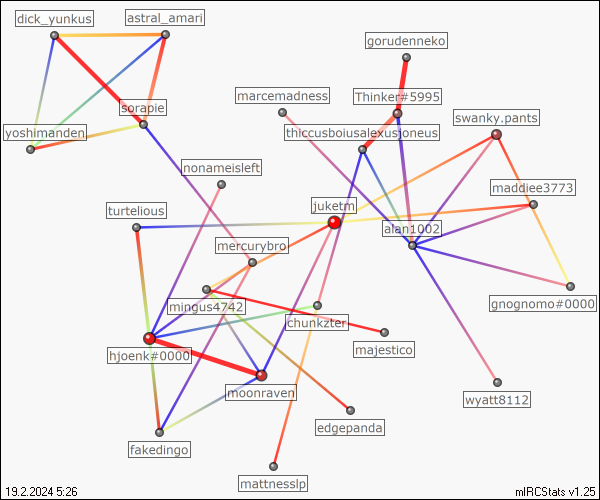 dick_yunkus
astral_amari
gorudenneko
marcemadness
Thinker#5995
sorapie
swanky.pants
yoshimanden
thiccusboiusalexusjoneus
nonameisleft
maddiee3773
turtelious
juketm
alan1002
mercurybro
mingus4742
gnognomo#0000
chunkzter
hjoenk#0000
majestico
moonraven
wyatt8112
edgepanda
fakedingo
mattnesslp
19.2.2024 5:26
mIRCStats v1.25